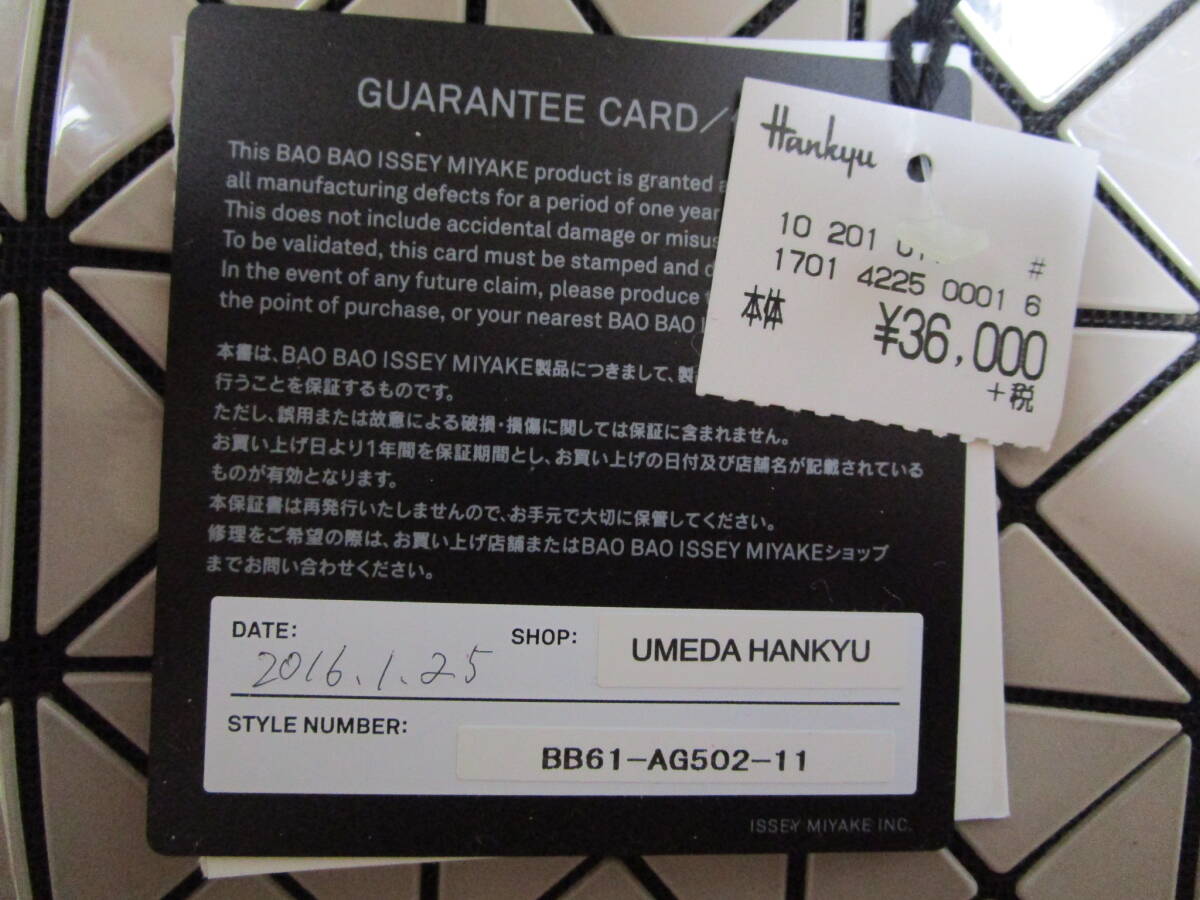 GUARANTEE CARD/
This BAO BAO ISSEY MIYAKE product is granted
all manufacturing defects for a period of one year
This does not include accidental damage or
To be validated, this card must be stamped and
In the event of any future claim, please produce
the point of purchase, or your nearest BAO BAO
本書は、BAO BAO ISSEY MIYAKE製品につきまして、製
行うことを保証するものです。
ただし、誤用または故意による破損・損傷に関しては保証に含まれません。
お買い上げ日より1年間を保証期間とし、お買い上げの日付及び店舗名が記載されている
ものが有効となります。
本保証書は再発行いたしませんので、お手元で大切に保管してください。
修理をご希望の際は、お買い上げ店舗またはBAO BAO ISSEY MIYAKEショップ
までお問い合わせください。
DATE: 2016.1.25 SHOP: UMEDA HANKYU
STYLE NUMBER: BB61-AG502-11
ISSEY MIYAKE INC.
Hankyu
10 201 #
1701 4225 0001 6
本体 ¥36,000
+税